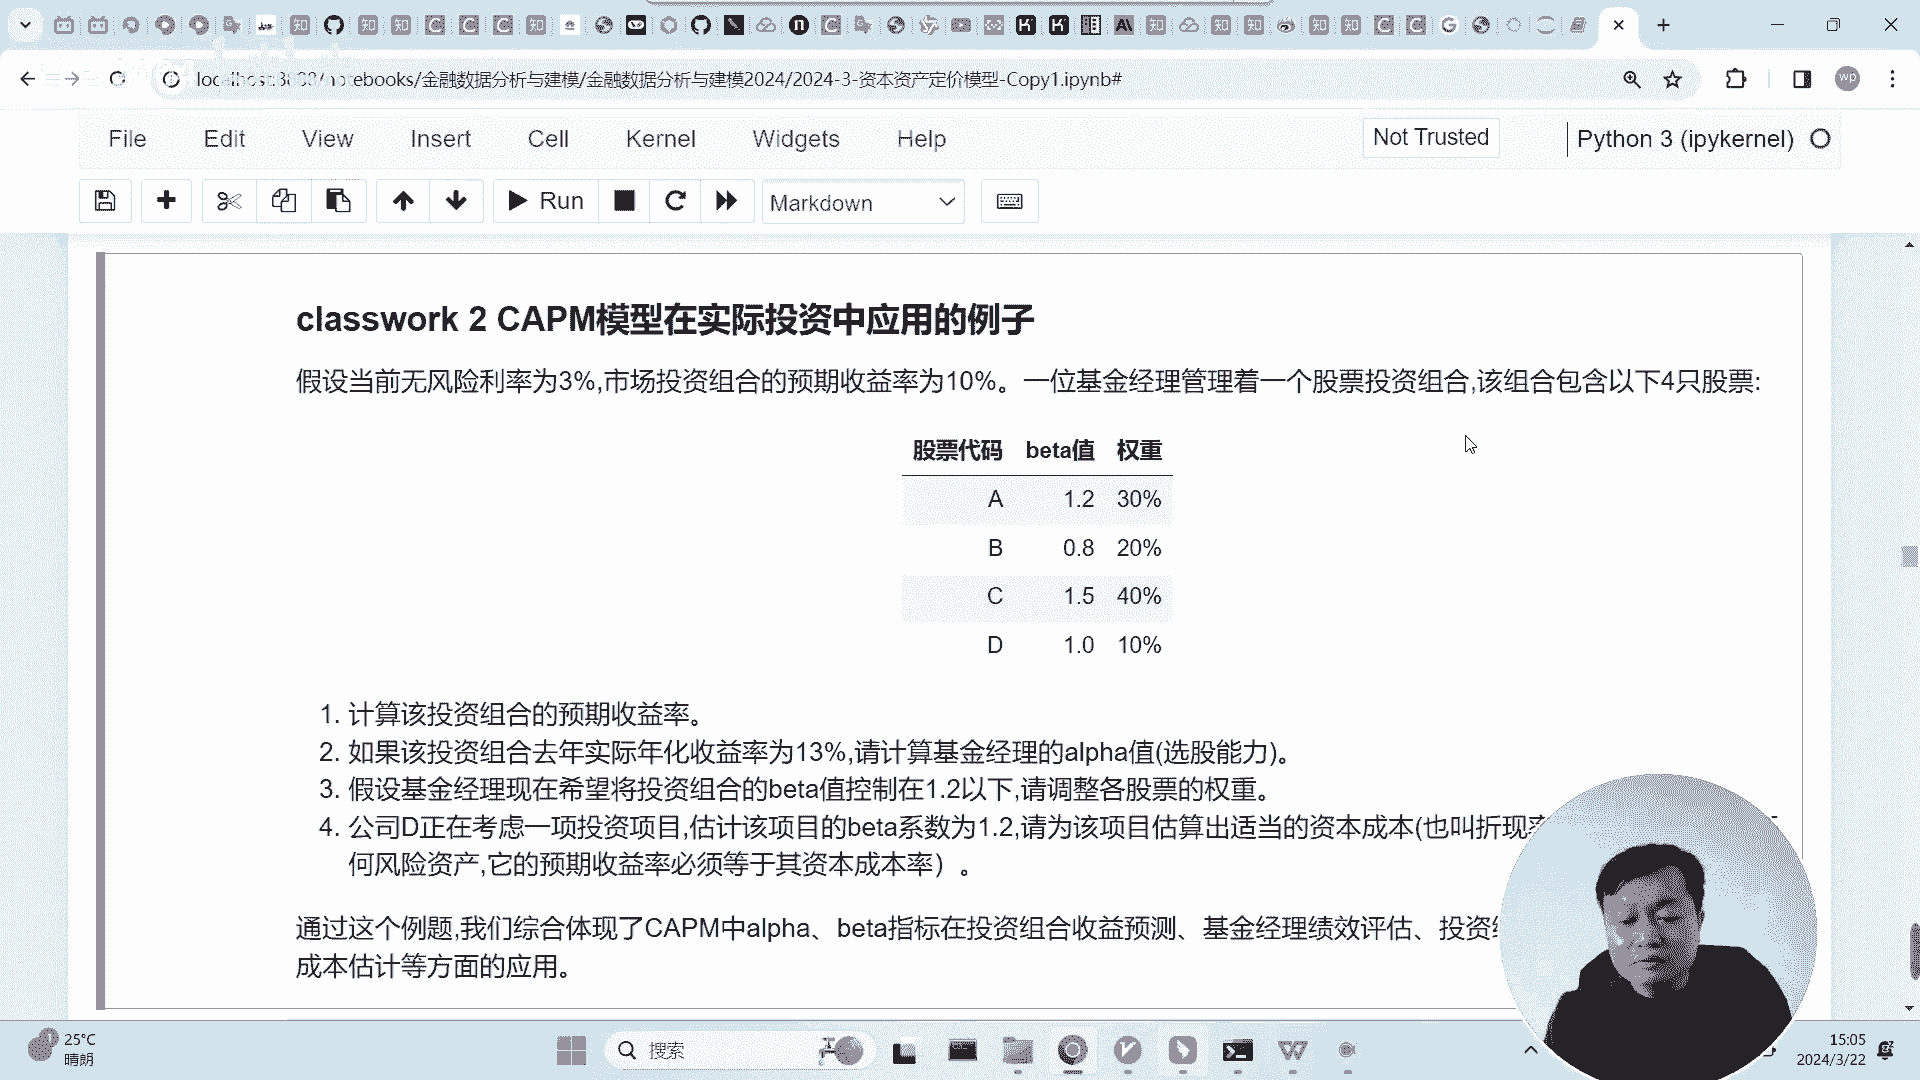 localhost:8888/notebooks/金融数据分析与建模/金融数据分析与建模2024/2024-3-资本资产定价模型-Copy1.ipynb#
wp
File Edit View Insert Cell Kernel Widgets Help
Not Trusted
Python 3 (ipykernel)
Run
Markdown
classwork 2 CAPM模型在实际投资中应用的例子
假设当前无风险利率为3%,市场投资组合的预期收益率为10%。一位基金经理管理着一个股票投资组合,该组合包含以下4只股票:
股票代码 beta值 权重
A 1.2 30%
B 0.8 20%
C 1.5 40%
D 1.0 10%
1. 计算该投资组合的预期收益率。
2. 如果该投资组合去年实际年化收益率为13%,请计算基金经理的alpha值(选股能力)。
3. 假设基金经理现在希望将投资组合的beta值控制在1.2以下,请调整各股票的权重。
4. 公司D正在考虑一项投资项目,估计该项目的beta系数为1.2,请为该项目估算出适当的资本成本(也叫折现
何风险资产,它的预期收益率必须等于其资本成本率）。
通过这个例题,我们综合体现了CAPM中alpha、beta指标在投资组合收益预测、基金经理绩效评估、投资
成本估计等方面的应用。
25°C
晴朗
搜索
15:05
2024/3/22